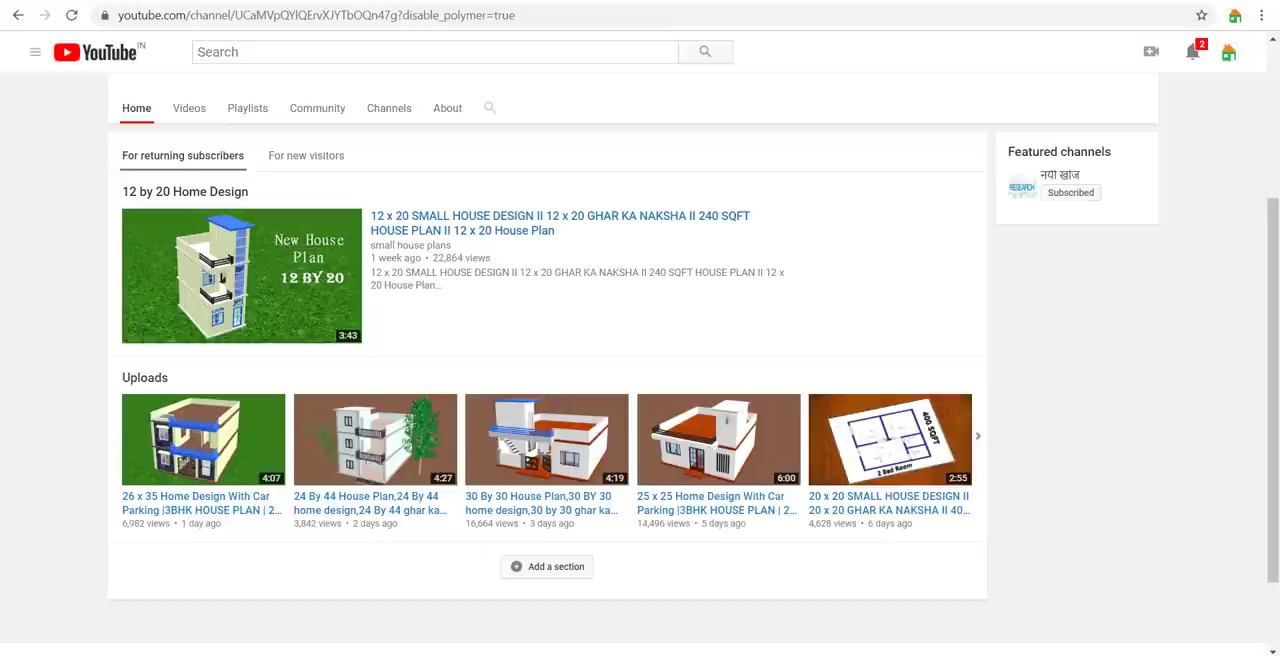 youtube.com/channel/UCaMVpQYlQErvXJYTbOQn47g?disable_polymer=true
YouTube IN
Search
2
Home Videos Playlists Community Channels About
For returning subscribers For new visitors
Featured channels
नयी खोज
RESEARCH
Subscribed
12 by 20 Home Design
New House
Plan
12 BY 20
3:43
12 x 20 SMALL HOUSE DESIGN II 12 x 20 GHAR KA NAKSHA II 240 SQFT
HOUSE PLAN II 12 x 20 House Plan
small house plans
1 week ago • 22,864 views
12 x 20 SMALL HOUSE DESIGN II 12 x 20 GHAR KA NAKSHA II 240 SQFT HOUSE PLAN II 12 x
20 House Plan...
Uploads
4:07
26 x 35 Home Design With Car
Parking |3BHK HOUSE PLAN | 2...
6,982 views • 1 day ago
4:27
24 By 44 House Plan,24 By 44
home design,24 By 44 ghar ka...
3,842 views • 2 days ago
4:19
30 By 30 House Plan,30 BY 30
home design,30 by 30 ghar ka...
16,664 views • 3 days ago
6:00
25 x 25 Home Design With Car
Parking |3BHK HOUSE PLAN | 2...
14,496 views • 5 days ago
400 SQFT
2 Bed Room
2:55
20 x 20 SMALL HOUSE DESIGN II
20 x 20 GHAR KA NAKSHA II 40...
4,628 views • 6 days ago
Add a section